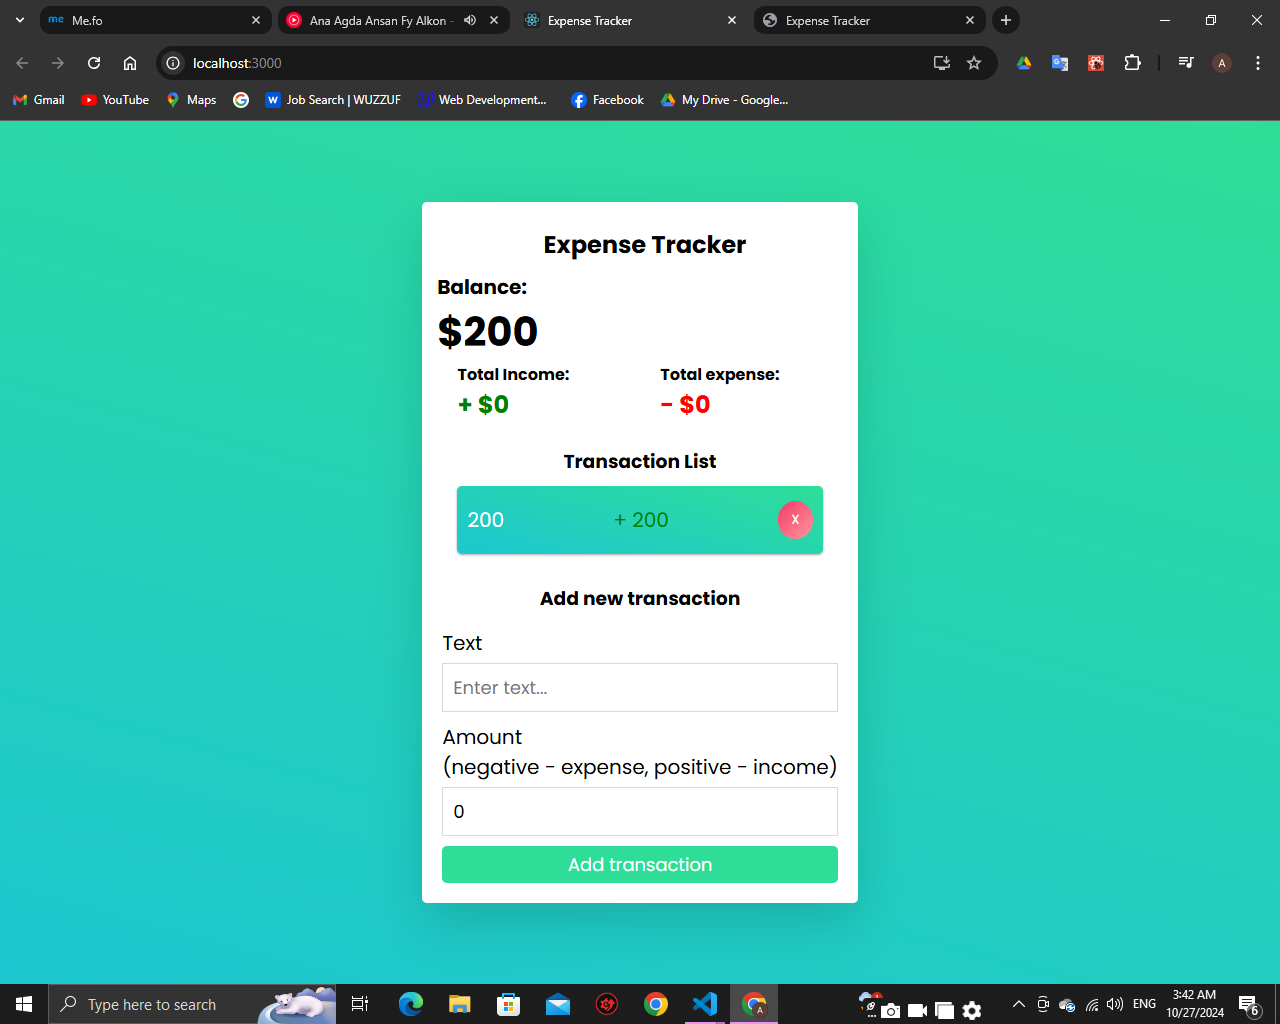 me Me.fo
Ana Agda Ansan Fy Alkon -
Expense Tracker
Expense Tracker
localhost:3000
A
Gmail
YouTube
Maps
Job Search | WUZZUF
Web Development...
Facebook
My Drive - Google...
Expense Tracker
Balance:
$200
Total Income:
Total expense:
+ $0
- $0
Transaction List
200
+ 200
X
Add new transaction
Text
Enter text...
Amount
(negative - expense, positive - income)
0
Add transaction
Type here to search
A
ENG
3:42 AM
10/27/2024
6